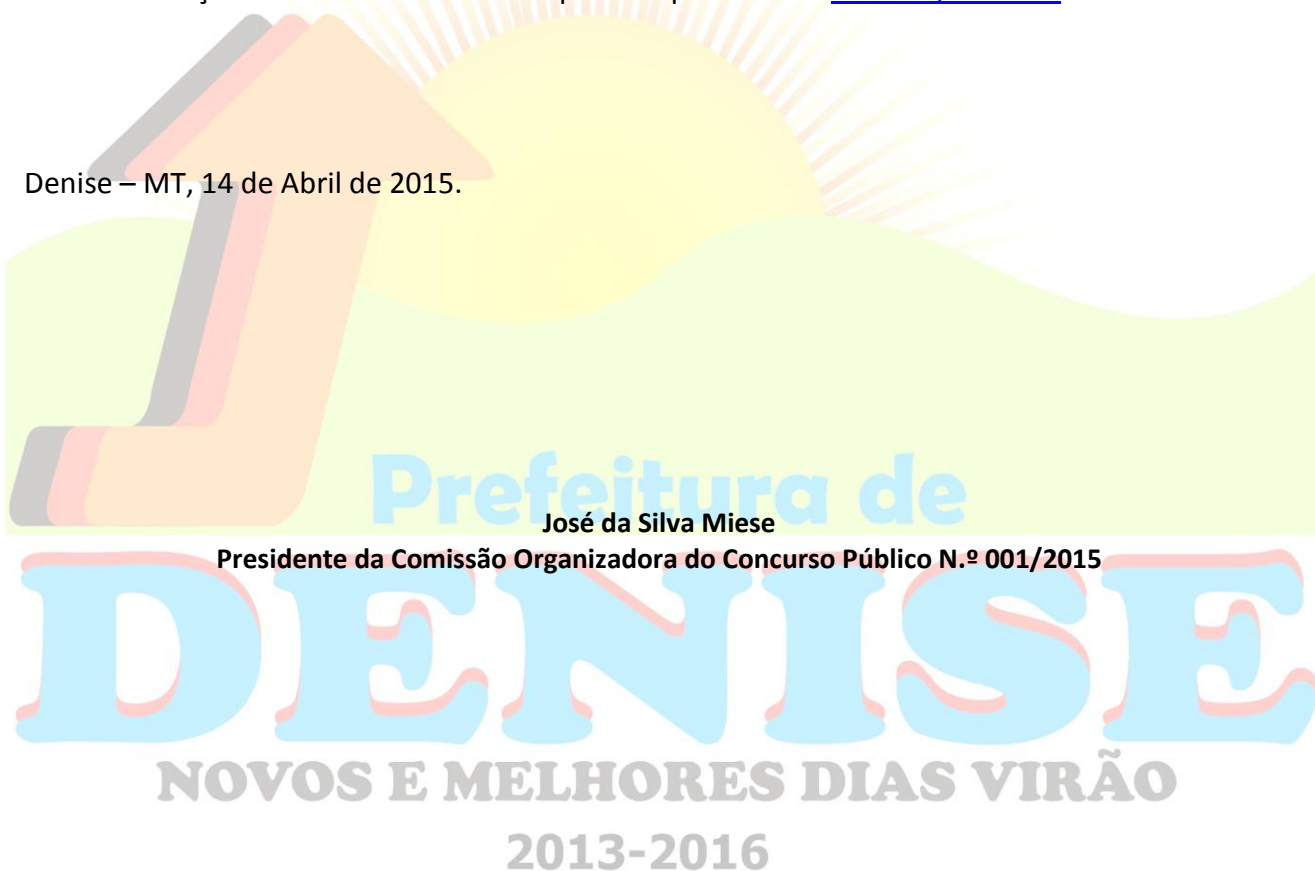 Denise – MT, 14 de Abril de 2015.
Prefeitura de
José da Silva Miese
Presidente da Comissão Organizadora do Concurso Público N.º 001/2015
DENISE
NOVOS E MELHORES DIAS VIRÃO
2013-2016